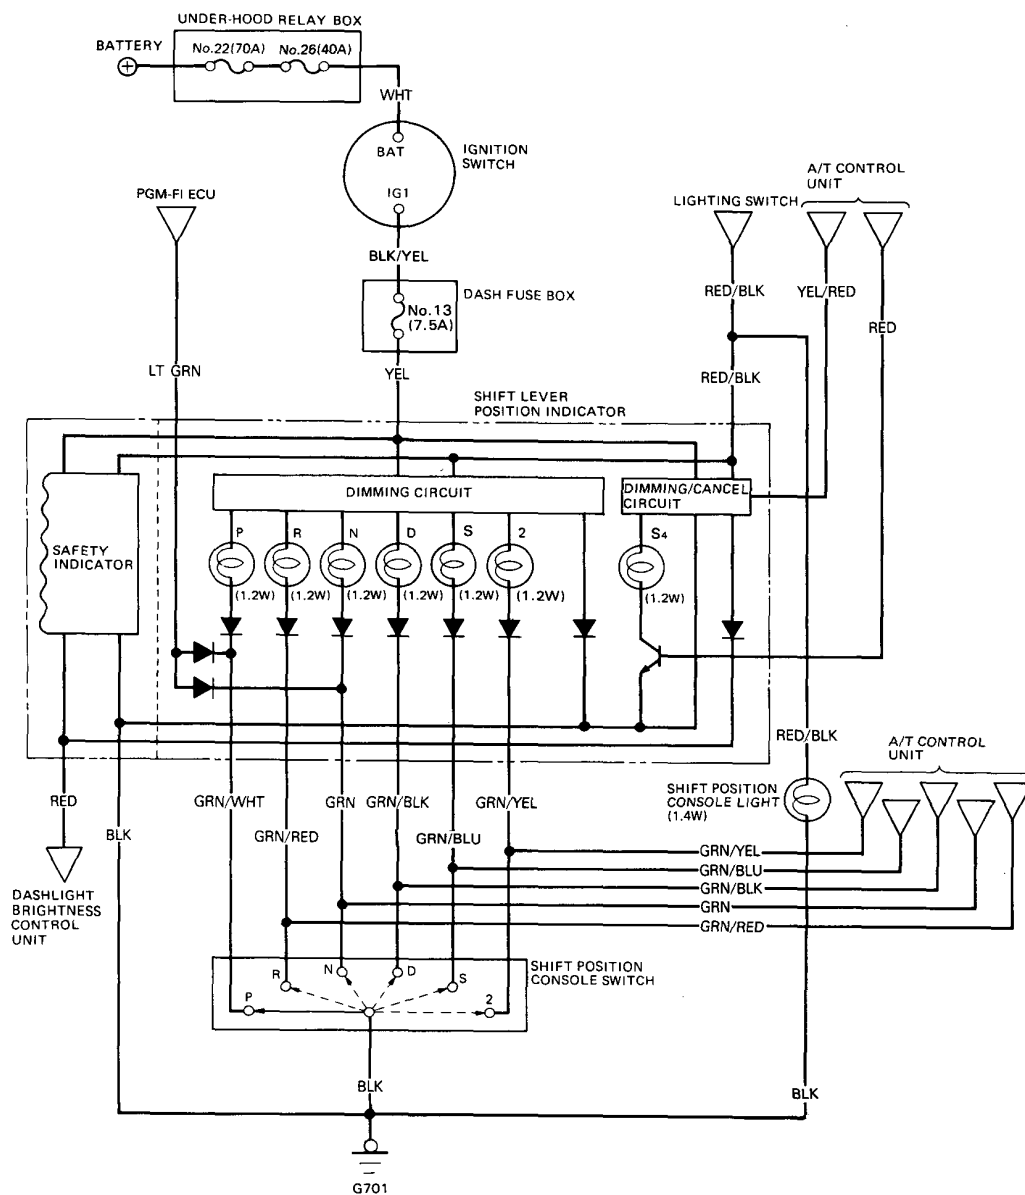 UNDER-HOOD RELAY BOX
BATTERY
No.22(70A)
No.26(40A)
WHT
BAT
IGNITION
SWITCH
IG1
PGM-FI ECU
A/T CONTROL
UNIT
LIGHTING SWITCH
BLK/YEL
DASH FUSE BOX
No.13
(7.5A)
RED/BLK
YEL/RED
RED
LT GRN
YEL
RED/BLK
SHIFT LEVER
POSITION INDICATOR
DIMMING CIRCUIT
DIMMING/CANCEL
CIRCUIT
SAFETY
INDICATOR
P
R
N
D
S
2
S4
(1.2W)
(1.2W)
(1.2W)
(1.2W)
(1.2W)
(1.2W)
(1.2W)
RED/BLK
A/T CONTROL
UNIT
SHIFT POSITION
CONSOLE LIGHT
(1.4W)
RED
BLK
GRN/WHT
GRN/RED
GRN
GRN/BLK
GRN/BLU
GRN/YEL
GRN/YEL
GRN/BLU
GRN/BLK
GRN
GRN/RED
DASHLIGHT
BRIGHTNESS
CONTROL
UNIT
SHIFT POSITION
CONSOLE SWITCH
P
R
N
D
S
2
BLK
BLK
G701